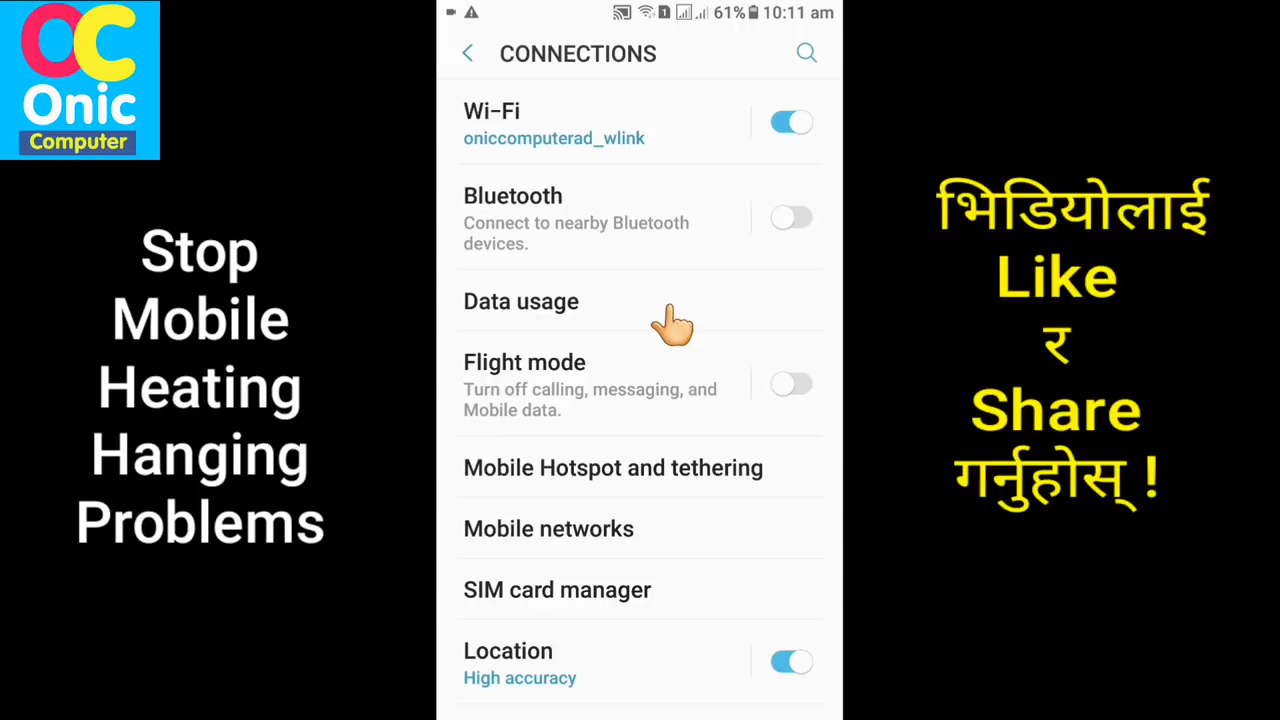 OC
Onic
Computer
Stop
Mobile
Heating
Hanging
Problems
1 61% 10:11 am
CONNECTIONS
Wi-Fi
oniccomputerad_wlink
Bluetooth
Connect to nearby Bluetooth
devices.
Data usage
Flight mode
Turn off calling, messaging, and
Mobile data.
Mobile Hotspot and tethering
Mobile networks
SIM card manager
Location
High accuracy
भिडियोलाई
Like
र
Share
गर्नुहोस् !